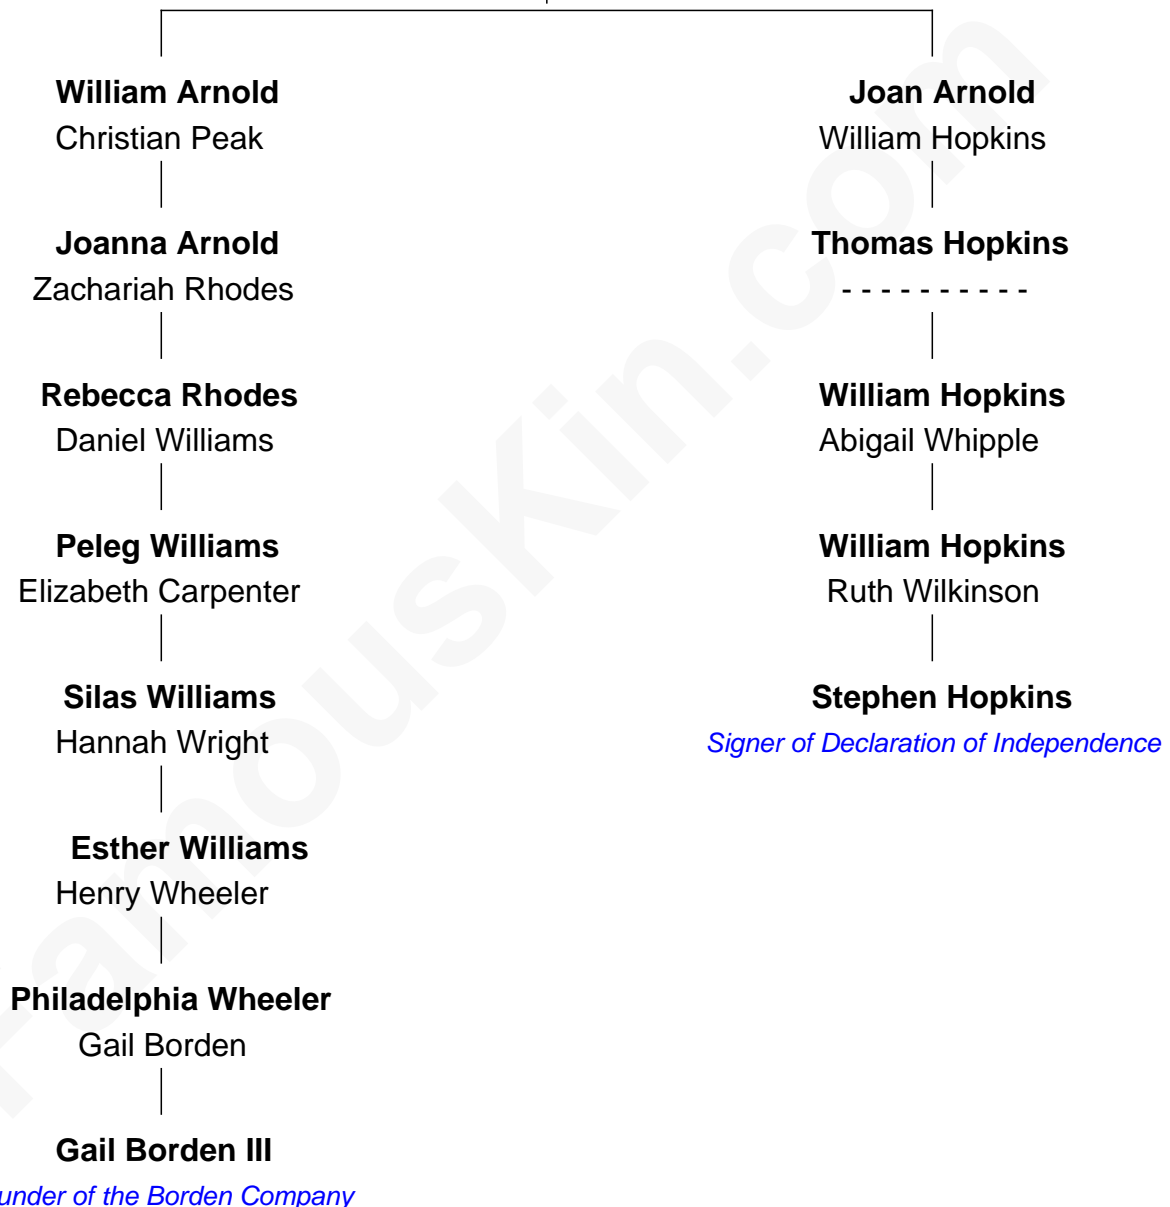 William Arnold
Christian Peak
Joan Arnold
William Hopkins
Joanna Arnold
Zachariah Rhodes
Thomas Hopkins
- - - - - - - - - -
Rebecca Rhodes
Daniel Williams
William Hopkins
Abigail Whipple
Peleg Williams
Elizabeth Carpenter
William Hopkins
Ruth Wilkinson
Silas Williams
Hannah Wright
Stephen Hopkins
Signer of Declaration of Independence
Esther Williams
Henry Wheeler
Philadelphia Wheeler
Gail Borden
Gail Borden III
under of the Borden Company
FamousKin.com